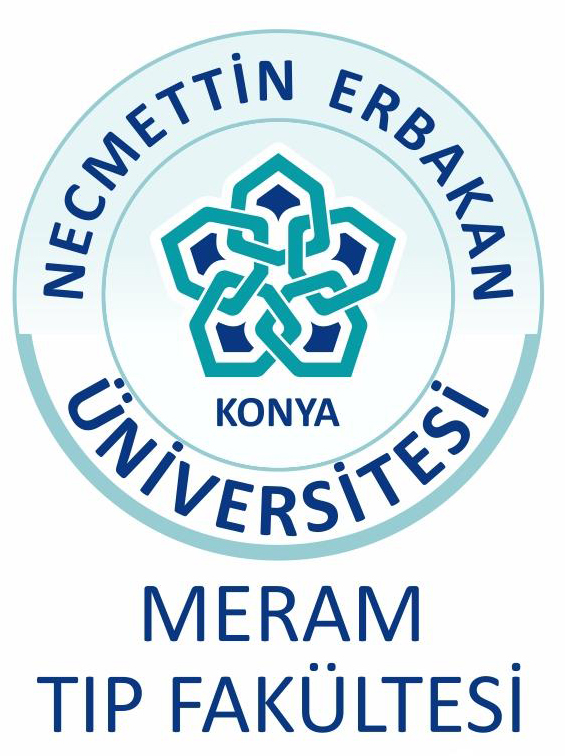 NECMETTİN ERBAKAN
ÜNİVERSİTESİ
KONYA
MERAM
TIP FAKÜLTESİ